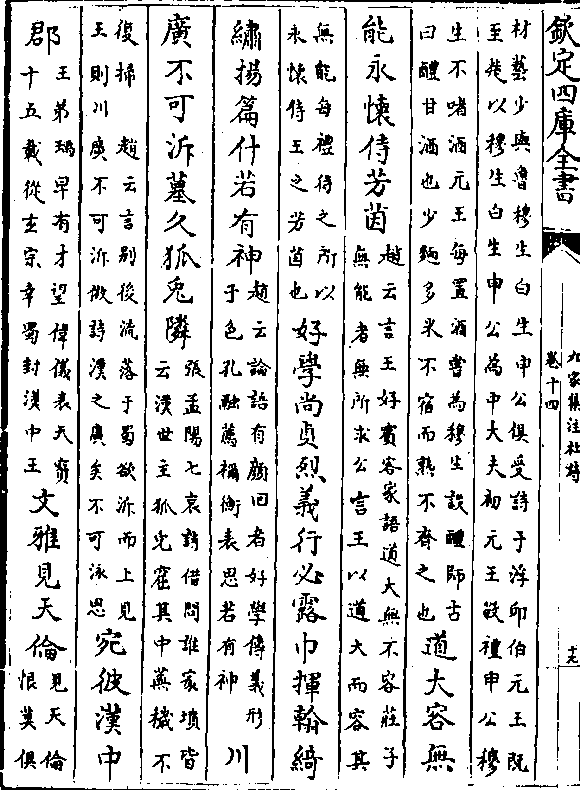 欽定四庫全書
九家集注杜詩
卷十四
十九
材藝少與魯穆生白生申公俱受詩于浮邱伯元王既
至楚以穆生白生申公為中大夫初元王敬禮申公穆
生不嗜酒元王每置酒嘗為穆生設醴師古
曰醴甘酒也少麴多米不宿而熟不齊之也
道大容無
能永懷侍芳茵
趙云言王好賓客家語道大無不容莊子
無能者無所求公言王以道大而容其
無能每禮待之所以
永懷侍王之芳茵也
好學尚貞烈義行必霑巾揮翰綺
繡揚篇什若有神
趙云論語有顔回者好學傳義形
于色孔融薦禰衡表思若有神
川
廣不可泝墓久狐兔隣
張孟陽七哀詩借問誰家墳皆
云漢世主狐兔窟其中蕪穢不
復掃 趙云言别後流落于蜀欲泝而上見
王則川廣不可泝倣詩漢之廣矣不可泳思
宛彼漢中
郡
王弟瑀早有才望偉儀表天寳
十五載從玄宗幸蜀封漢中王
文雅見天倫
見天倫
恨莫俱